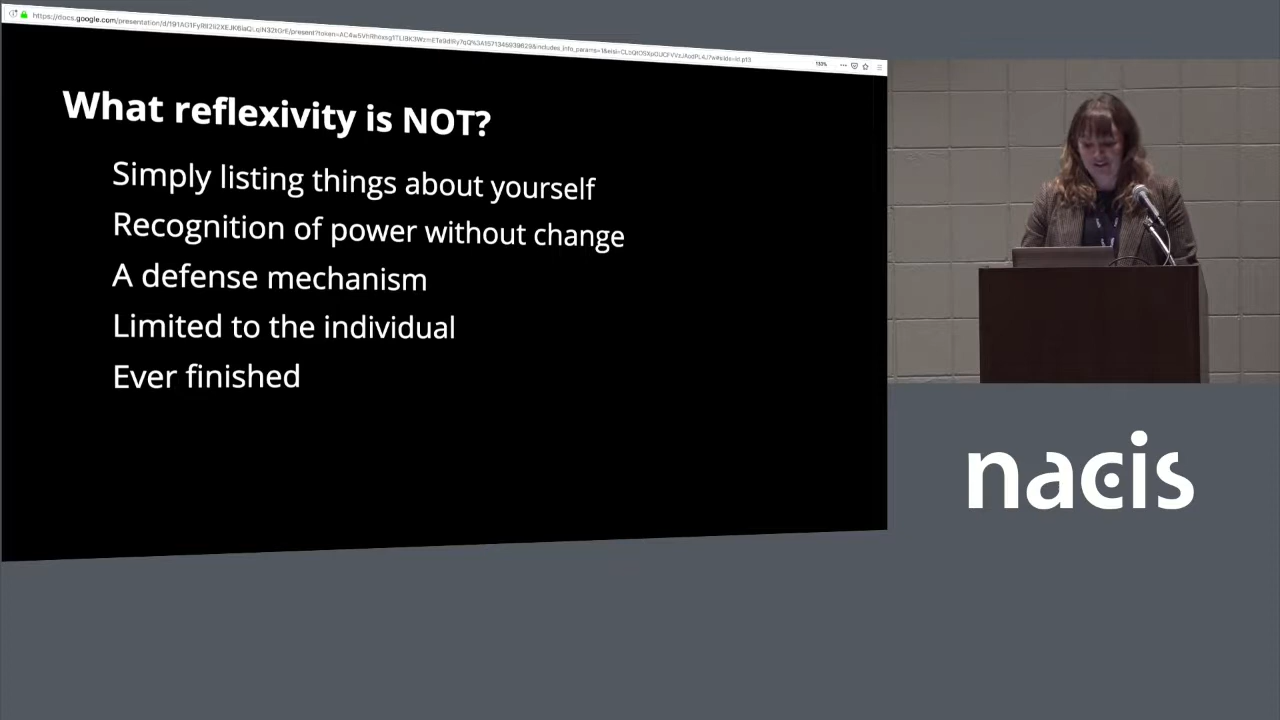 What reflexivity is NOT?
Simply listing things about yourself
Recognition of power without change
A defense mechanism
Limited to the individual
Ever finished
nacis